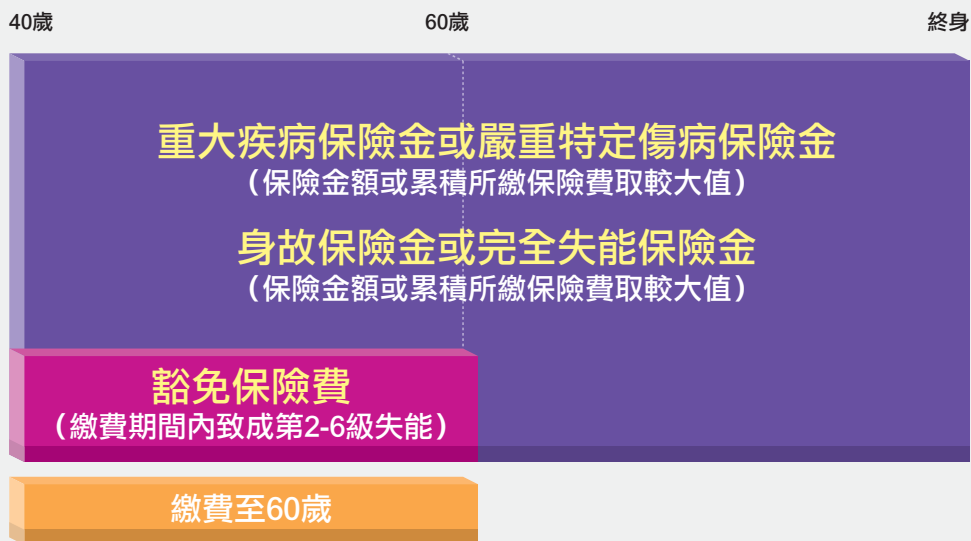 40歲 60歲 終身
重大疾病保險金或嚴重特定傷病保險金
（保險金額或累積所繳保險費取較大值）
身故保險金或完全失能保險金
（保險金額或累積所繳保險費取較大值）
豁免保險費
（繳費期間內致成第2-6級失能）
繳費至60歲